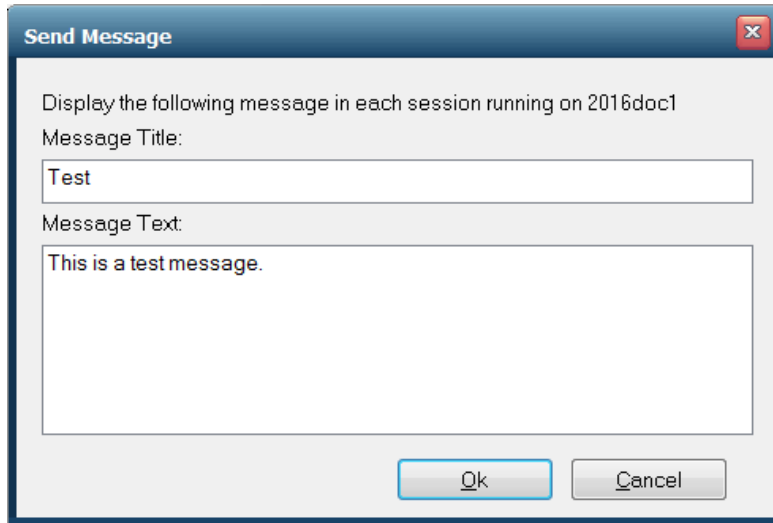 Send Message
Display the following message in each session running on 2016doc1
Message Title:
Test
Message Text:
This is a test message.
Ok
Cancel